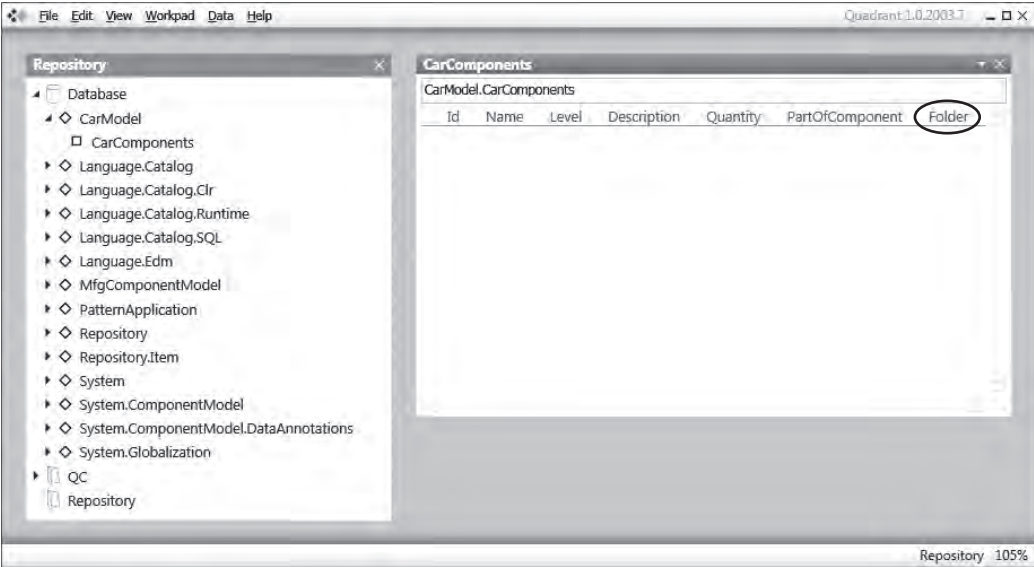 File Edit View Workpad Data Help
Quadrant 1.0.2003.7
Repository
Database
CarModel
CarComponents
Language.Catalog
Language.Catalog.Clr
Language.Catalog.Runtime
Language.Catalog.SQL
Language.Edm
MfgComponentModel
PatternApplication
Repository
Repository.Item
System
System.ComponentModel
System.ComponentModel.DataAnnotations
System.Globalization
QC
Repository
CarComponents
CarModel.CarComponents
Id Name Level Description Quantity PartOfComponent Folder
Repository 105%